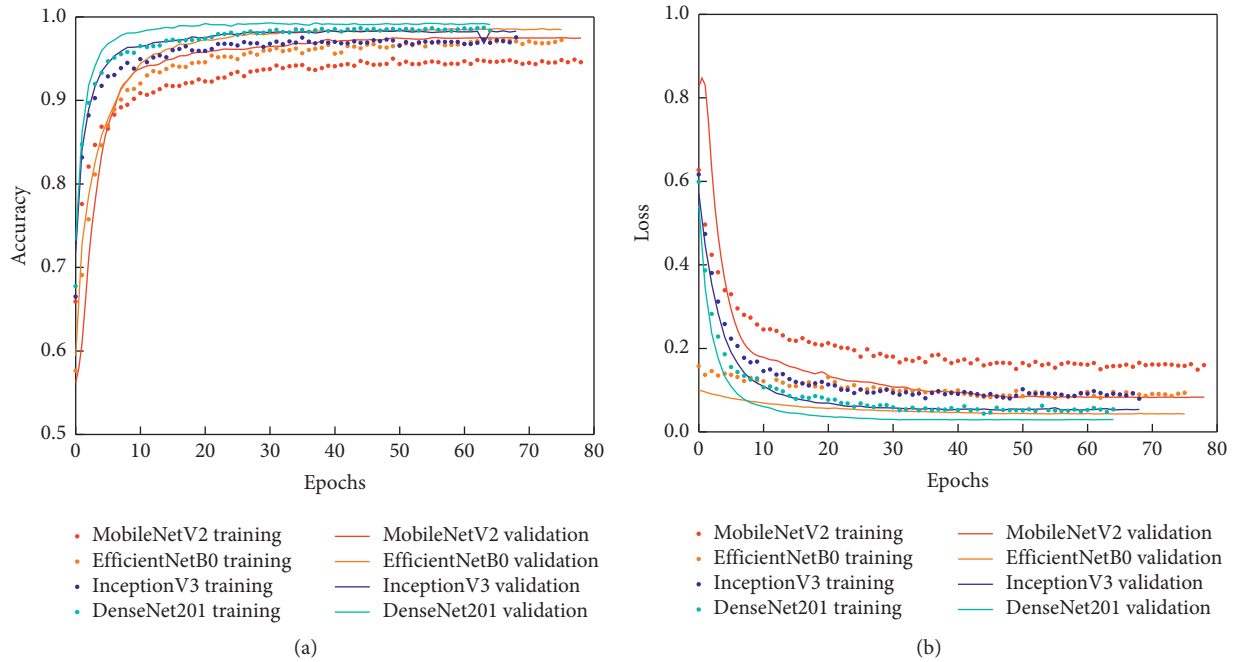 1.0
0.9
0.8
0.7
0.6
0.5
Accuracy
0 10 20 30 40 50 60 70 80
Epochs
MobileNetV2 training
EfficientNetB0 training
InceptionV3 training
DenseNet201 training
MobileNetV2 validation
EfficientNetB0 validation
InceptionV3 validation
DenseNet201 validation
(a)
1.0
0.8
0.6
0.4
0.2
0.0
Loss
0 10 20 30 40 50 60 70 80
Epochs
MobileNetV2 training
EfficientNetB0 training
InceptionV3 training
DenseNet201 training
MobileNetV2 validation
EfficientNetB0 validation
InceptionV3 validation
DenseNet201 validation
(b)